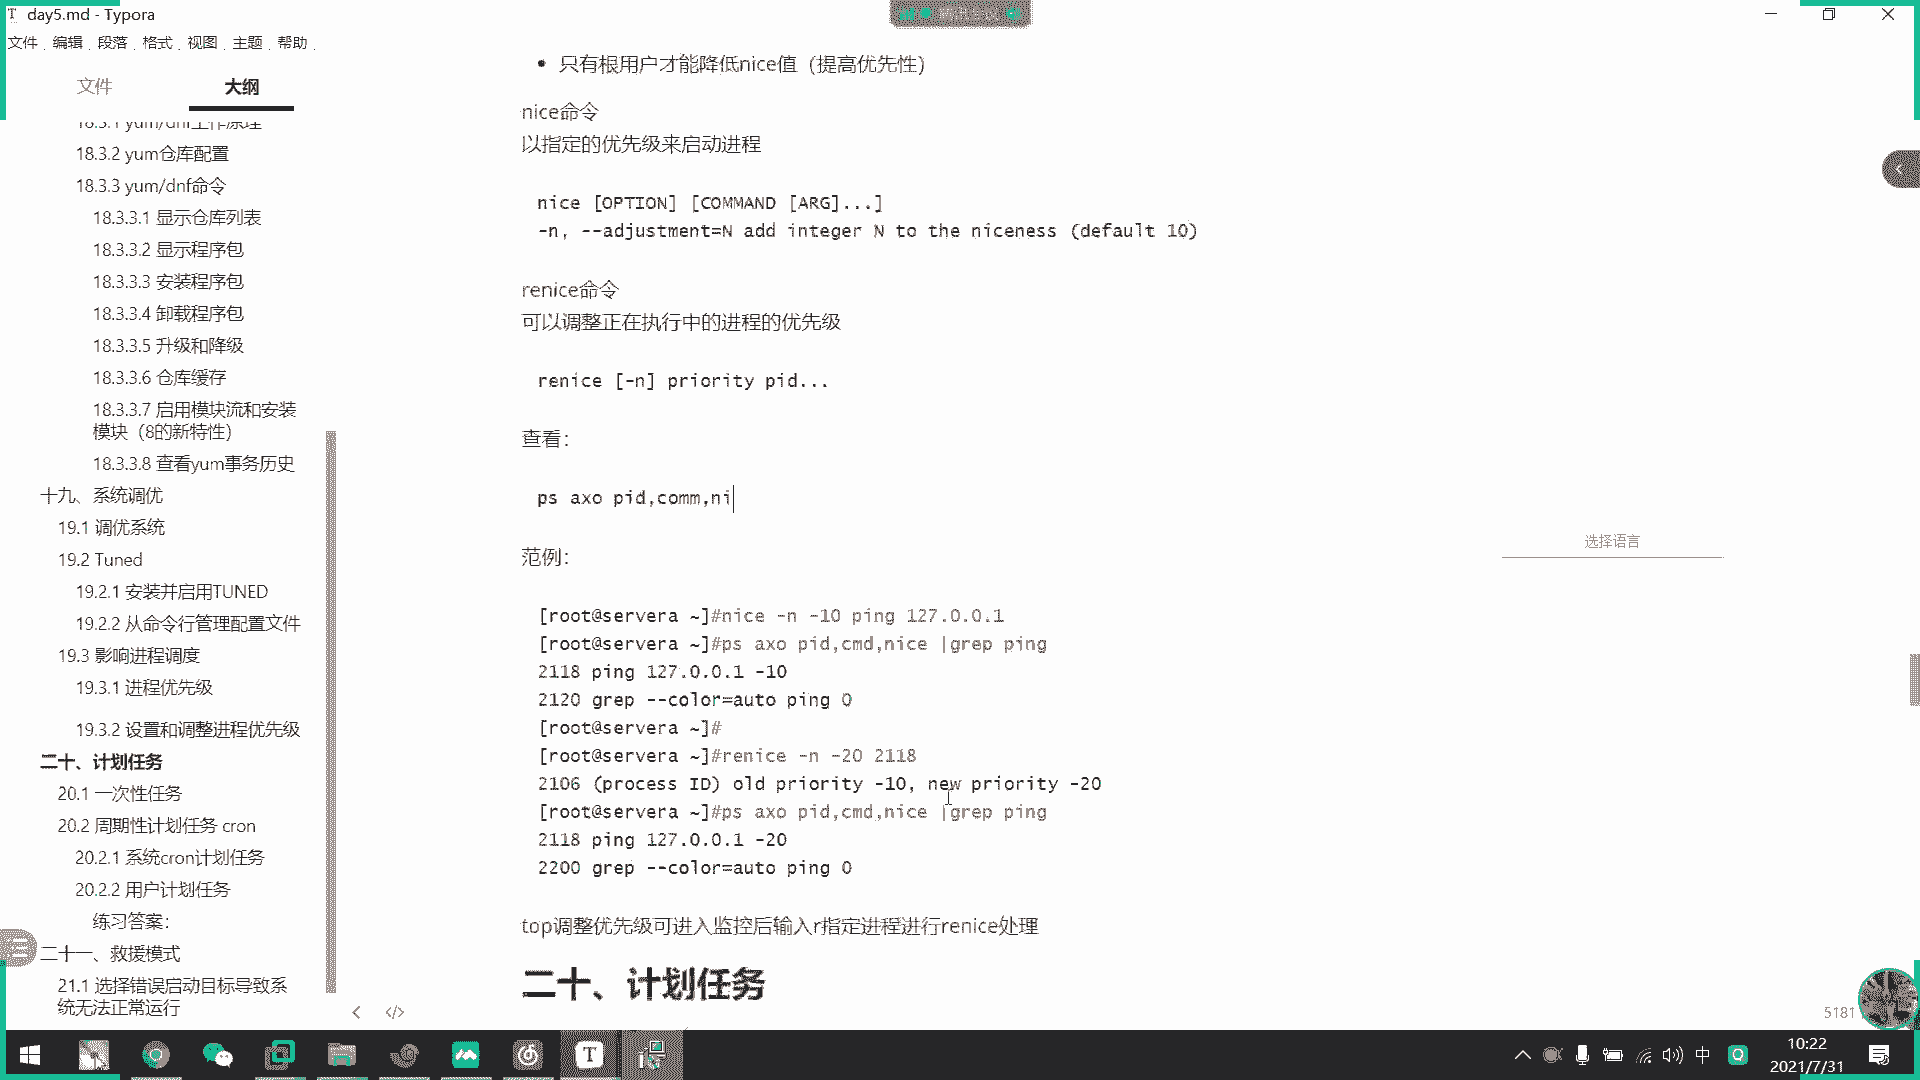 day5.md - Typora
文件 编辑 段落 格式 视图 主题 帮助
文件 大纲
18.3.1 yum/dnf工作原理
18.3.2 yum仓库配置
18.3.3 yum/dnf命令
18.3.3.1 显示仓库列表
18.3.3.2 显示程序包
18.3.3.3 安装程序包
18.3.3.4 卸载程序包
18.3.3.5 升级和降级
18.3.3.6 仓库缓存
18.3.3.7 启用模块流和安装
模块（8的新特性）
18.3.3.8 查看yum事务历史
十九、系统调优
19.1 调优系统
19.2 Tuned
19.2.1 安装并启用TUNED
19.2.2 从命令行管理配置文件
19.3 影响进程调度
19.3.1 进程优先级
19.3.2 设置和调整进程优先级
二十、计划任务
20.1 一次性任务
20.2 周期性计划任务 cron
20.2.1 系统cron计划任务
20.2.2 用户计划任务
练习答案：
二十一、救援模式
21.1 选择错误启动目标导致系
统无法正常运行
• 只有根用户才能降低nice值（提高优先性）
nice命令
以指定的优先级来启动进程
nice [OPTION] [COMMAND [ARG]...]
-n, --adjustment=N add integer N to the niceness (default 10)
renice命令
可以调整正在执行中的进程的优先级
renice [-n] priority pid...
查看：
ps axo pid,comm,ni
选择语言
范例：
[root@servera ~]#nice -n -10 ping 127.0.0.1
[root@servera ~]#ps axo pid,cmd,nice |grep ping
2118 ping 127.0.0.1 -10
2120 grep --color=auto ping 0
[root@servera ~]#
[root@servera ~]#renice -n -20 2118
2106 (process ID) old priority -10, new priority -20
[root@servera ~]#ps axo pid,cmd,nice |grep ping
2118 ping 127.0.0.1 -20
2200 grep --color=auto ping 0
top调整优先级可进入监控后输入r指定进程进行renice处理
二十、计划任务
5181
中
10:22
2021/7/31